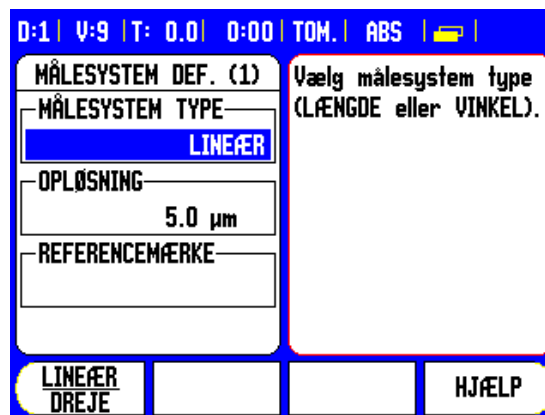 D:1| V:9 |T: 0.0| 0:00| TOM.| ABS | |
MÅLESYSTEM DEF. (1)
MÅLESYSTEM TYPE
LINEÆR
OPLØSNING
5.0 µm
REFERENCEMÆRKE
Vælg målesystem type
(LÆNGDE eller VINKEL).
LINEÆR
DREJE
HJÆLP